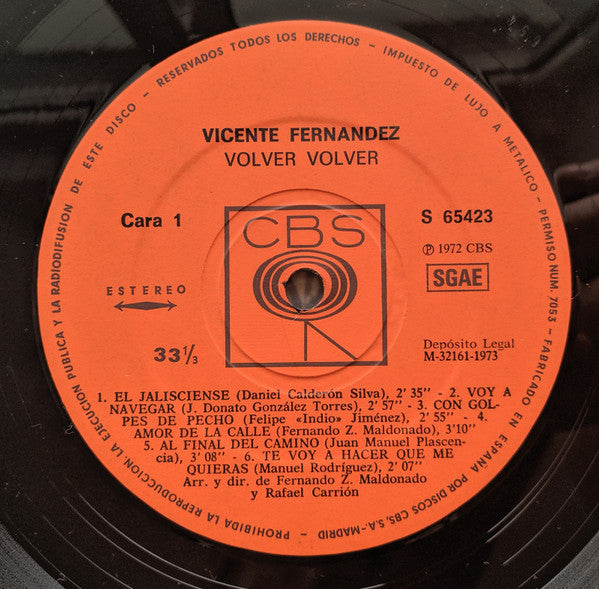 RESERVADOS TODOS LOS DERECHOS - IMPUESTO DE LUJO A METALICO - PERMISO NUM. 7053 - FABRICADO EN ESPAÑA POR DISCOS CBS, S.A.-MADRID - PROHIBIDA LA REPRODUCCION, LA EJECUCION PUBLICA Y LA RADIODIFUSION DE ESTE DISCO -
VICENTE FERNANDEZ
VOLVER VOLVER
Cara 1
S 65423
CBS
℗ 1972 CBS
SGAE
ESTEREO
33 1/3
Depósito Legal
M-32161-1973
1. EL JALISCIENSE (Daniel Calderón Silva), 2' 35" - 2. VOY A
NAVEGAR (J. Donato González Torres), 2' 57" - 3. CON GOL-
PES DE PECHO (Felipe «Indio» Jiménez), 2' 55" - 4.
AMOR DE LA CALLE (Fernando Z. Maldonado), 3'10" -
5. AL FINAL DEL CAMINO (Juan Manuel Plascen-
cia), 3' 08" - 6. TE VOY A HACER QUE ME
QUIERAS (Manuel Rodríguez), 2' 07"
Arr. y dir. de Fernando Z. Maldonado
y Rafael Carrión